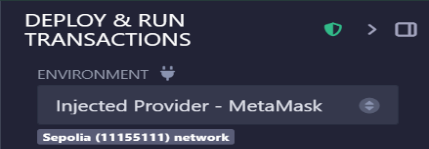 DEPLOY & RUN
TRANSACTIONS
ENVIRONMENT
Injected Provider - MetaMask
Sepolia (11155111) network